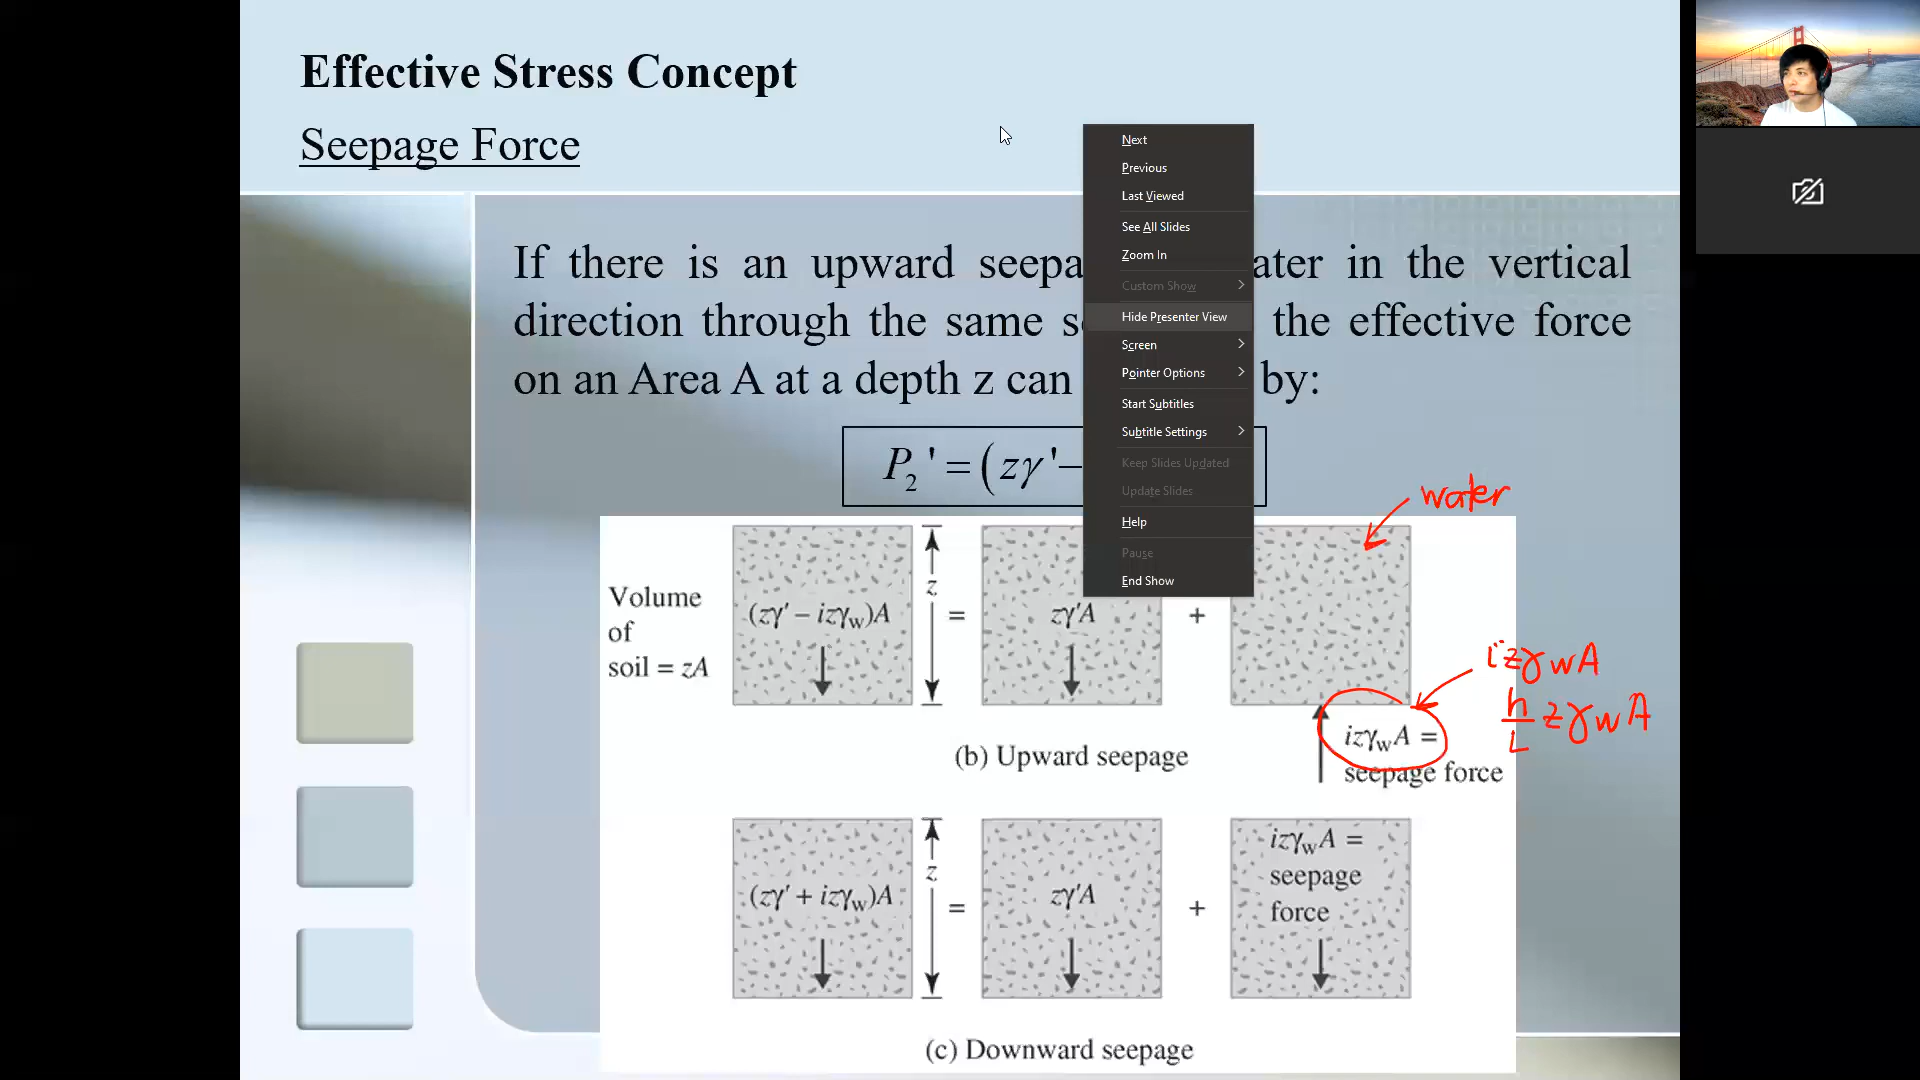 Effective Stress Concept
Seepage Force
If there is an upward seepa ater in the vertical
direction through the same s the effective force
on an Area A at a depth z can by:
P₂' = (zγ'−
Next
Previous
Last Viewed
See All Slides
Zoom In
Custom Show
Hide Presenter View
Screen
Pointer Options
Start Subtitles
Subtitle Settings
Keep Slides Updated
Update Slides
Help
Pause
End Show
water
Volume
of
soil = zA
(zγ′ − izγw)A
z
=
zγ′A
+
izγwA
h/L zγwA
izγwA =
seepage force
(b) Upward seepage
(zγ′ + izγw)A
z
=
zγ′A
+
izγwA =
seepage
force
(c) Downward seepage